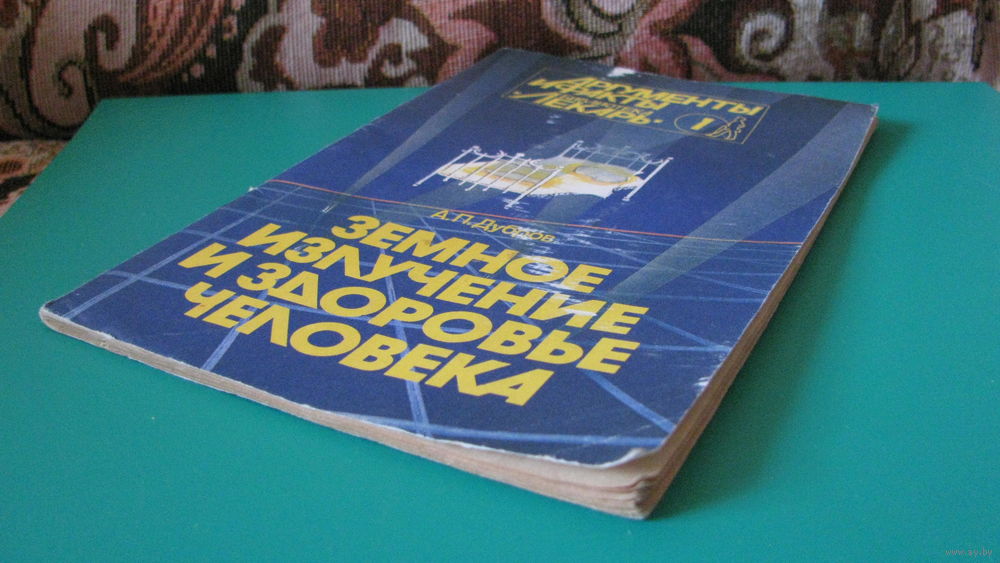 АРГУМЕНТЫ
И ФАКТЫ
ЛЕКАРЬ.
1
А.П.Дубров
ЗЕМНОЕ
ИЗЛУЧЕНИЕ
И ЗДОРОВЬЕ
ЧЕЛОВЕКА
www.ay.by